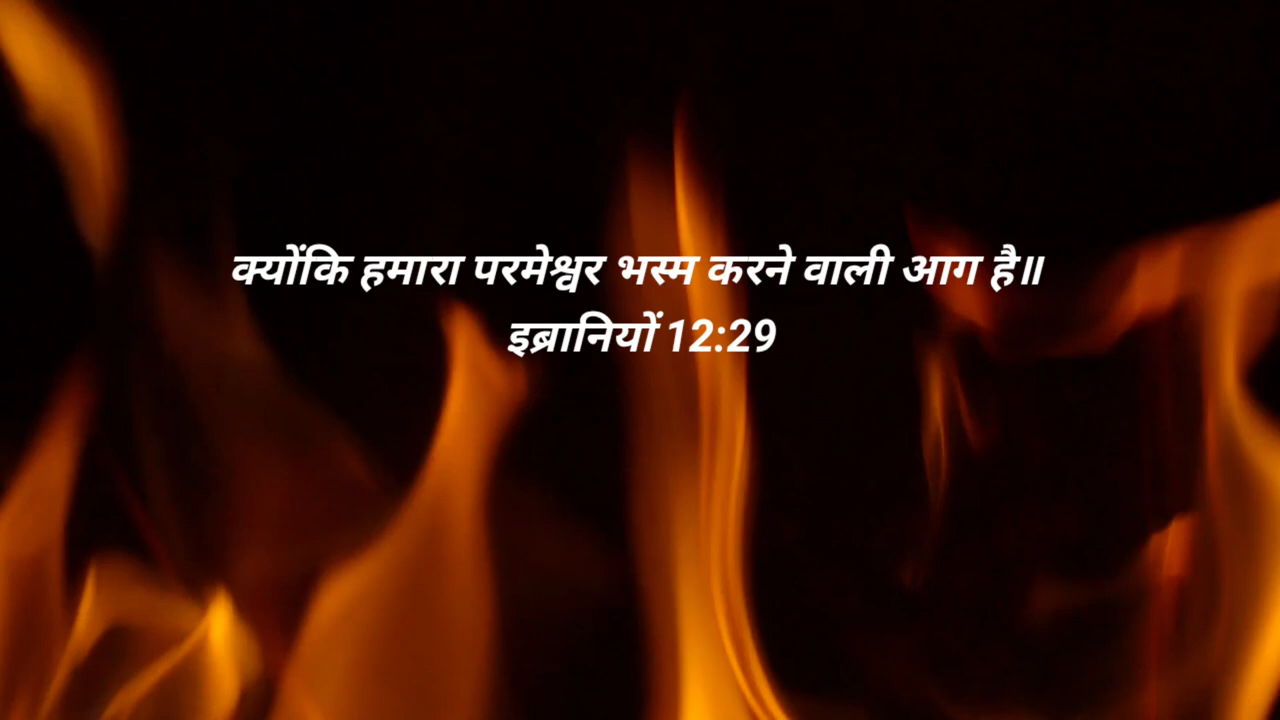 क्योंकि हमारा परमेश्वर भस्म करने वाली आग है॥
इब्रानियों 12:29